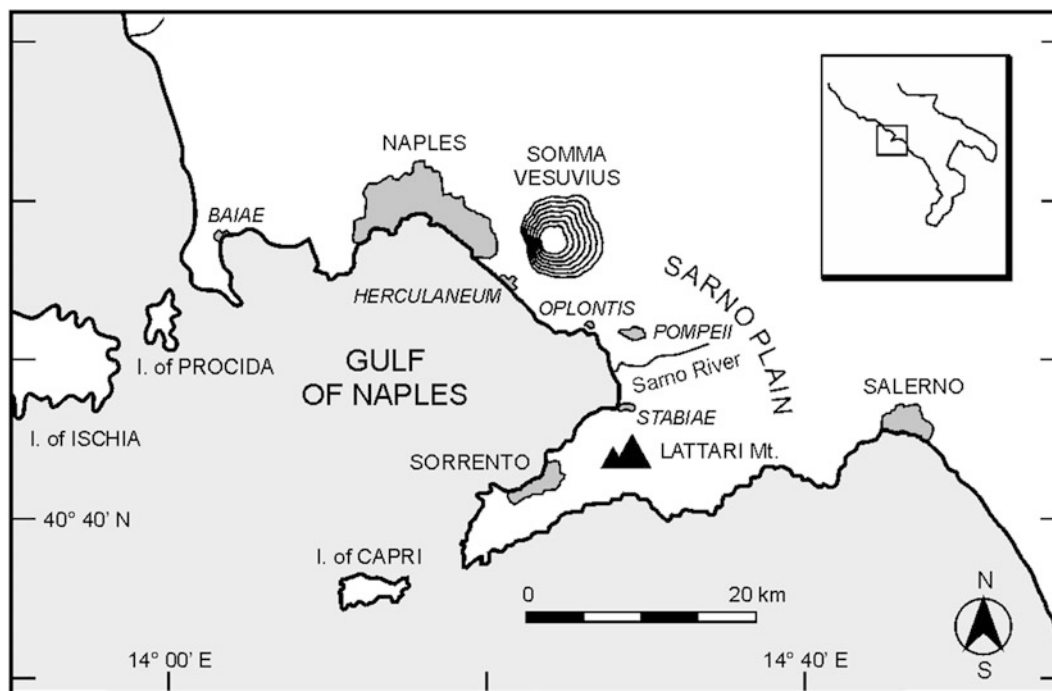 NAPLES
SOMMA
VESUVIUS
BAIAE
HERCULANEUM
OPLONTIS
SARNO PLAIN
POMPEII
I. of PROCIDA
GULF
OF NAPLES
Sarno River
SALERNO
STABIAE
I. of ISCHIA
SORRENTO
LATTARI Mt.
40° 40' N
I. of CAPRI
0 20 km
N
S
14° 00' E
14° 40' E